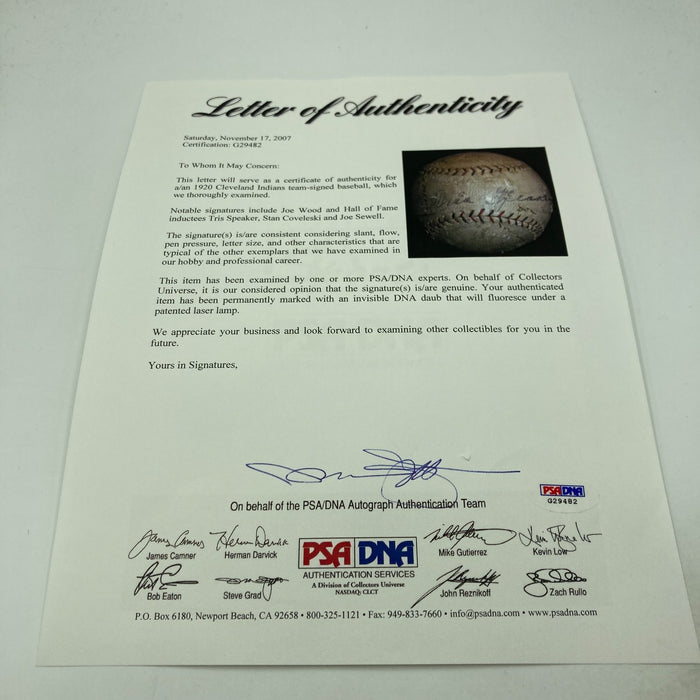 Letter of Authenticity
Saturday, November 17, 2007
Certification: G29482
To Whom It May Concern:
This letter will serve as a certificate of authenticity for
a/an 1920 Cleveland Indians team-signed baseball, which
we thoroughly examined.
Notable signatures include Joe Wood and Hall of Fame
inductees Tris Speaker, Stan Coveleski and Joe Sewell.
The signature(s) is/are consistent considering slant, flow,
pen pressure, letter size, and other characteristics that are
typical of the other exemplars that we have examined in
our hobby and professional career.
This item has been examined by one or more PSA/DNA experts. On behalf of Collectors
Universe, it is our considered opinion that the signature(s) is/are genuine. Your authenticated
item has been permanently marked with an invisible DNA daub that will fluoresce under a
patented laser lamp.
We appreciate your business and look forward to examining other collectibles for you in the
future.
Yours in Signatures,
PSA DNA
G29482
On behalf of the PSA/DNA Autograph Authentication Team
James Camner
Herman Darvick
Mike Gutierrez
Kevin Low
PSA DNA
AUTHENTICATION SERVICES
A Division of Collectors Universe
NASDAQ: CLCT
Bob Eaton
Steve Grad
John Reznikoff
Zach Rullo
P.O. Box 6180, Newport Beach, CA 92658 • 800-325-1121 • Fax: 949-833-7660 • info@psadna.com • www.psadna.com